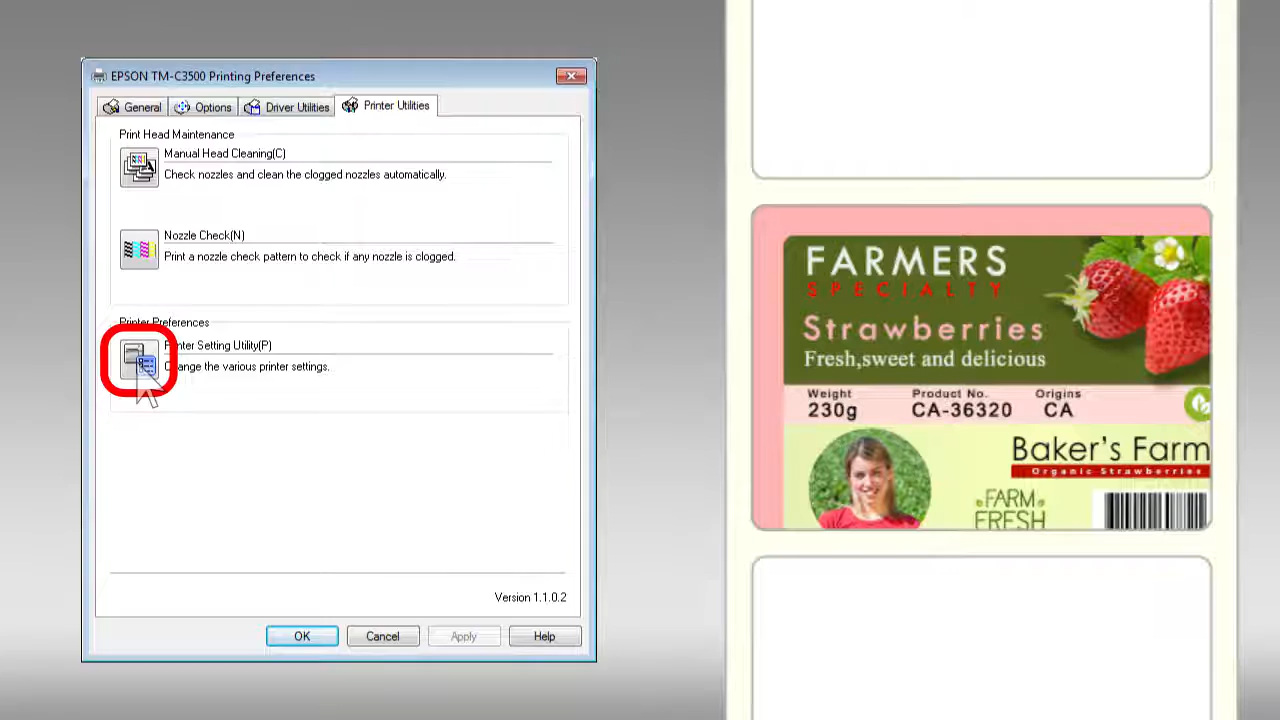 EPSON TM-C3500 Printing Preferences
General
Options
Driver Utilities
Printer Utilities
Print Head Maintenance
Manual Head Cleaning(C)
Check nozzles and clean the clogged nozzles automatically.
Nozzle Check(N)
Print a nozzle check pattern to check if any nozzle is clogged.
Printer Preferences
Printer Setting Utility(P)
Change the various printer settings.
Version 1.1.0.2
OK
Cancel
Apply
Help
FARMERS
SPECIALTY
Strawberries
Fresh,sweet and delicious
Weight
230g
Product No.
CA-36320
Origins
CA
Baker's Farm
Organic Strawberries
FARM
FRESH